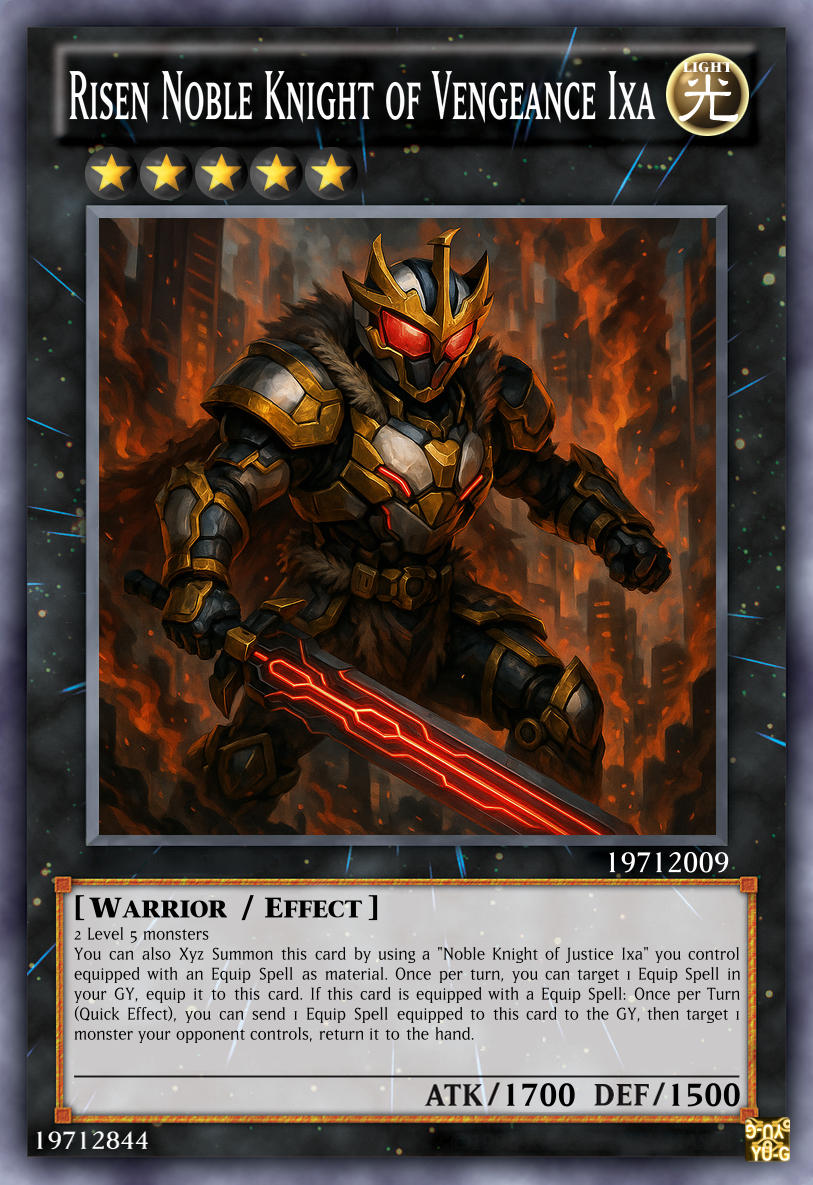 Risen Noble Knight of Vengeance Ixa
LIGHT
光
19712009
[ Warrior / Effect ]
2 Level 5 monsters
You can also Xyz Summon this card by using a "Noble Knight of Justice Ixa" you control
equipped with an Equip Spell as material. Once per turn, you can target 1 Equip Spell in
your GY, equip it to this card. If this card is equipped with a Equip Spell: Once per Turn
(Quick Effect), you can send 1 Equip Spell equipped to this card to the GY, then target 1
monster your opponent controls, return it to the hand.
ATK/1700 DEF/1500
19712844